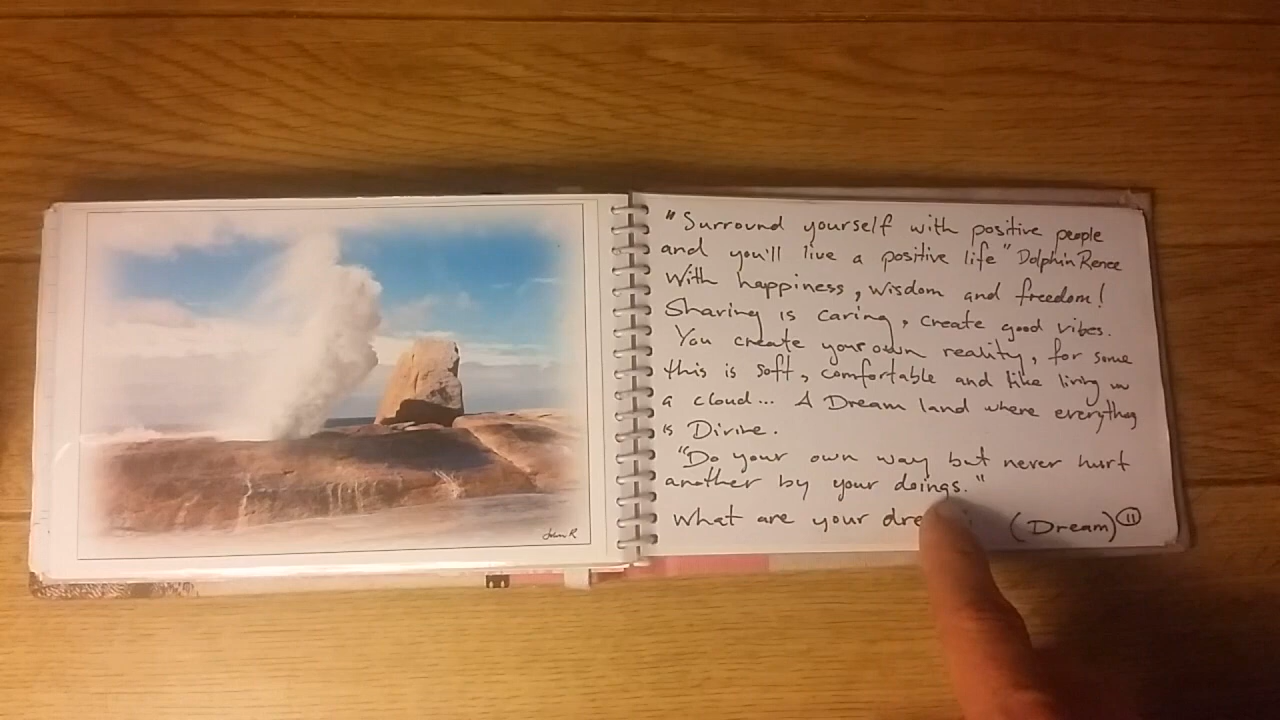 "Surround yourself with positive people
and you'll live a positive life" Dolphin Renee
With happiness, wisdom and freedom!
Sharing is caring, create good vibes.
You create your own reality, for some
this is soft, comfortable and like living in
a cloud... A Dream land where everything
is Divine.
"Do your own way but never hurt
another by your doings."
What are your (Dream) 11